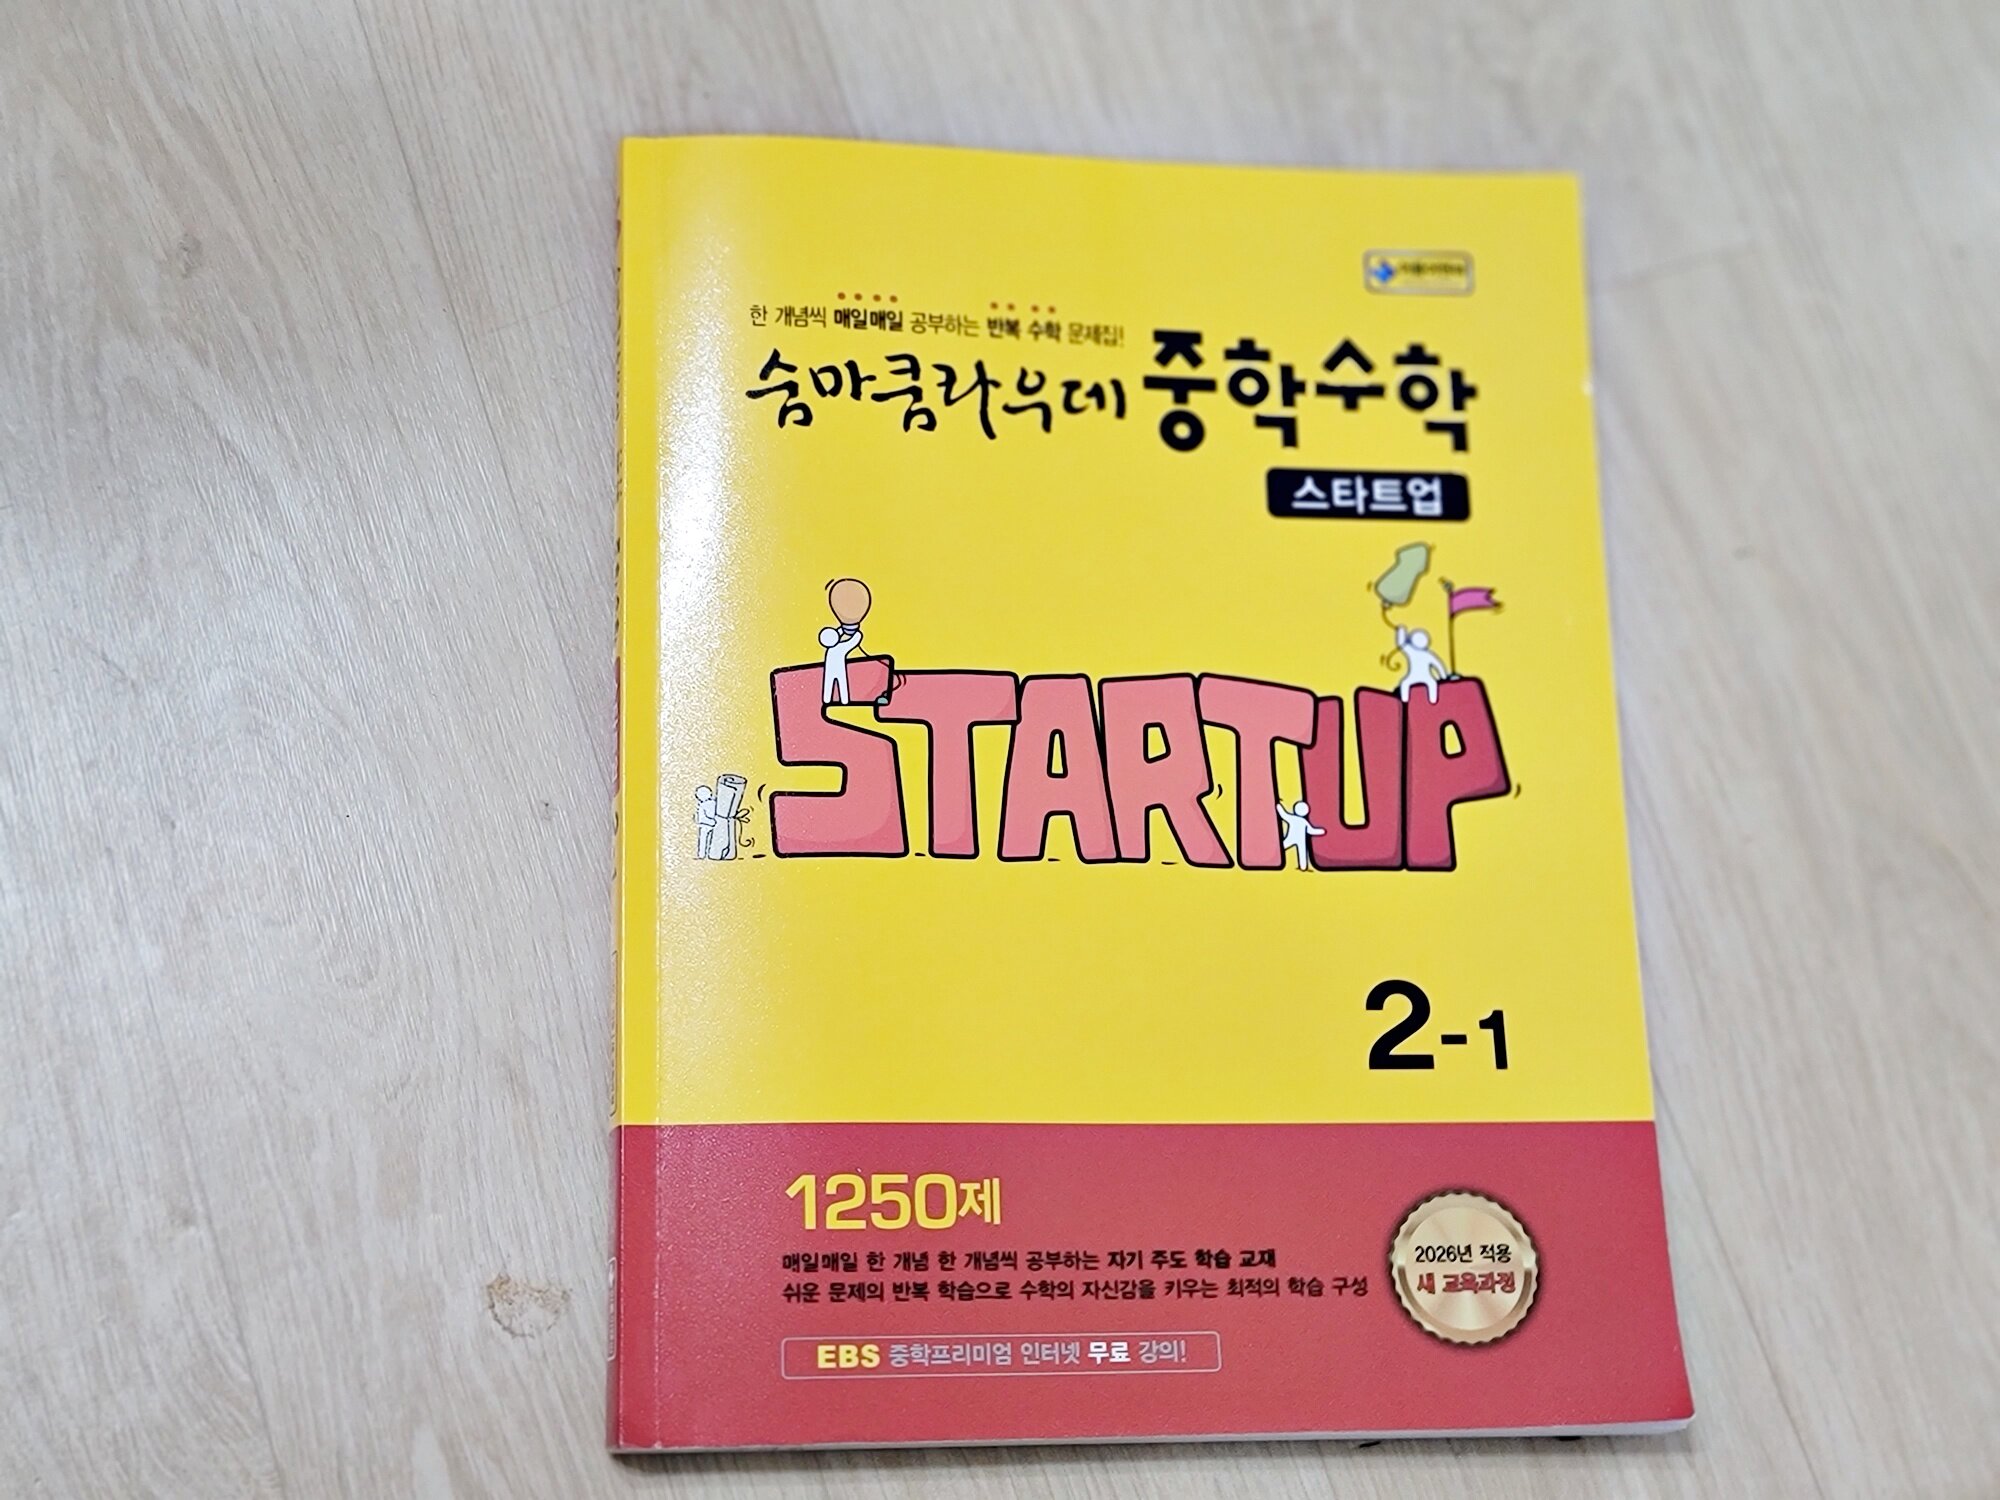 한 개념씩 매일매일 공부하는 반복 수학 문제집!
숨마쿰라우데 중학수학
스타트업
STARTUP
2-1
1250제
매일매일 한 개념 한 개념씩 공부하는 자기 주도 학습 교재
쉬운 문제의 반복 학습으로 수학의 자신감을 키우는 최적의 학습 구성
2026년 적용
새 교육과정
EBS 중학프리미엄 인터넷 무료 강의!